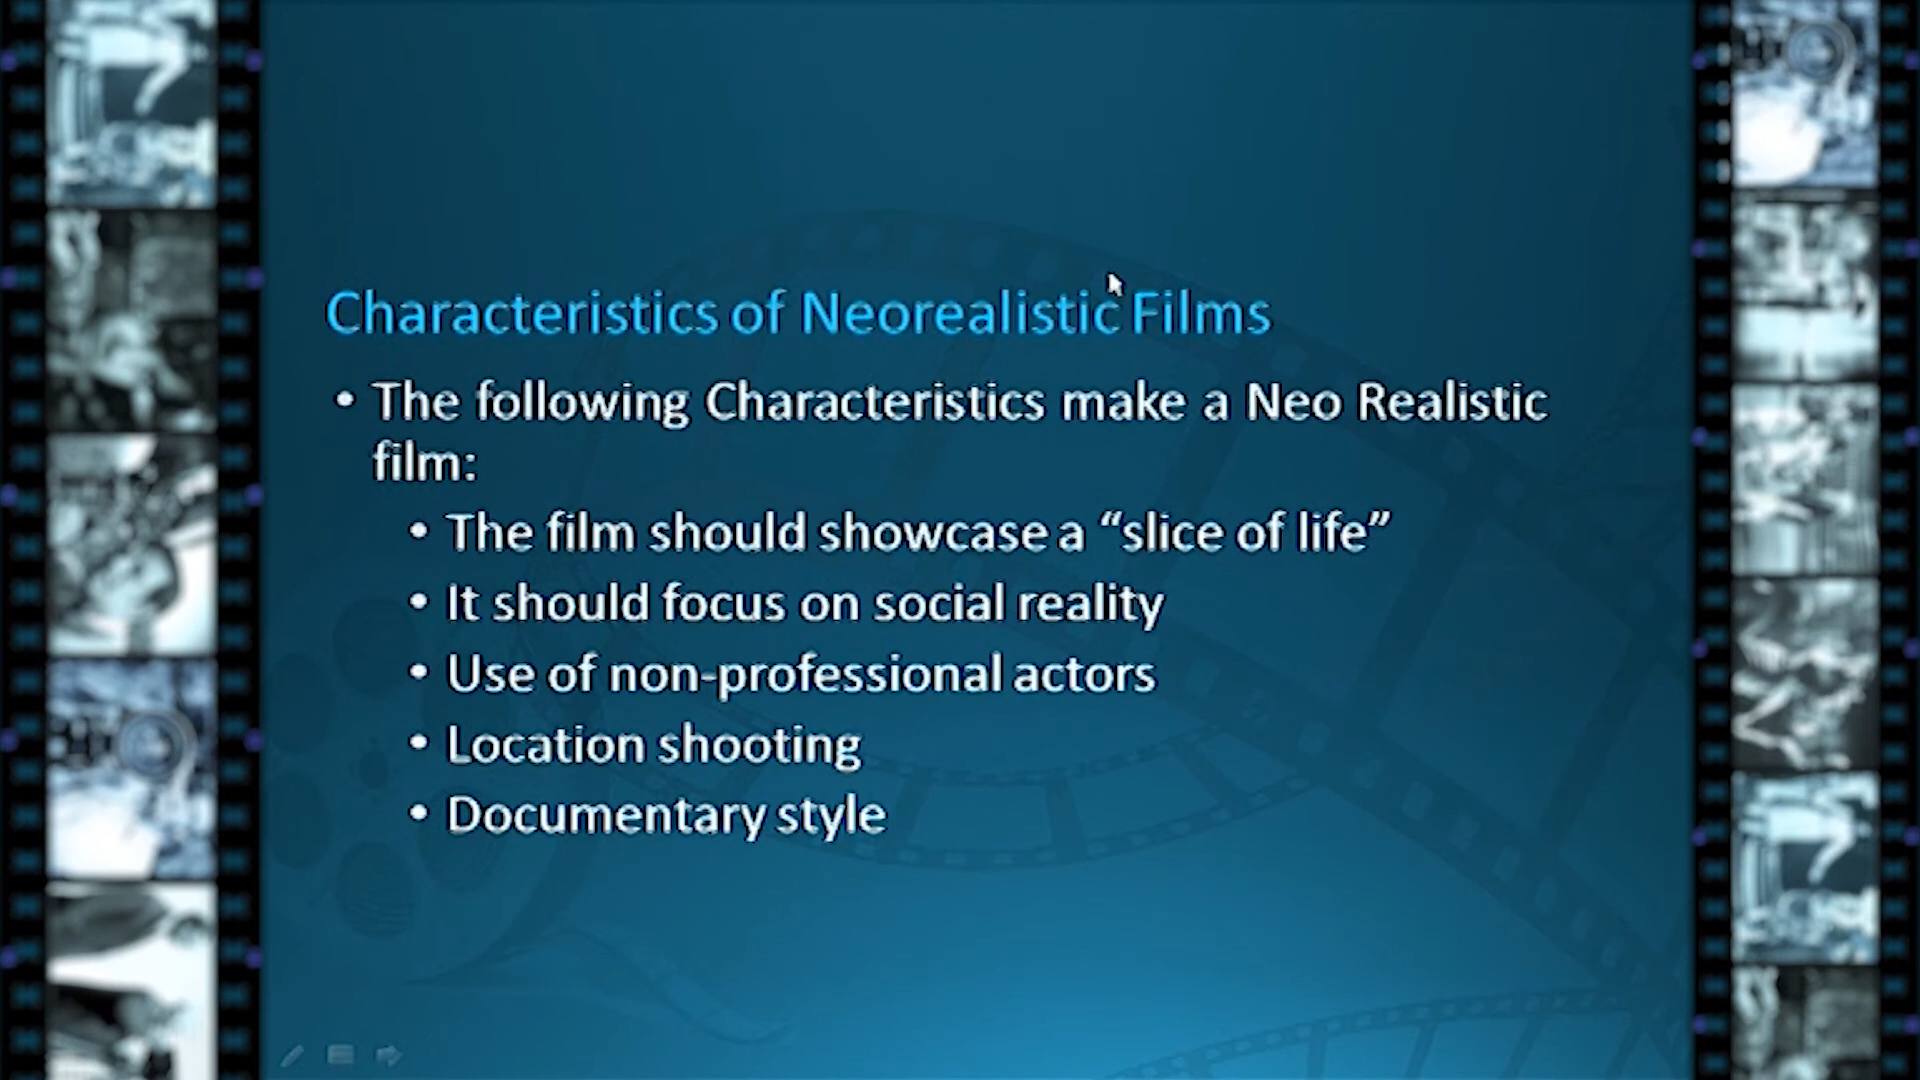 Characteristics of Neorealistic Films
• The following Characteristics make a Neo Realistic
film:
• The film should showcase a “slice of life”
• It should focus on social reality
• Use of non-professional actors
• Location shooting
• Documentary style